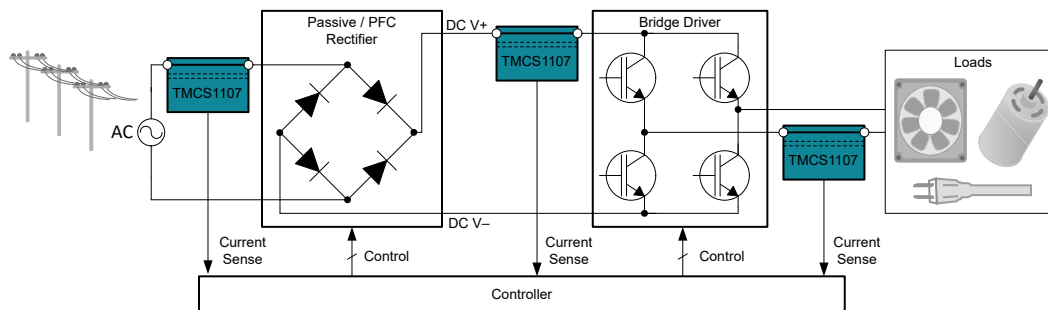 Passive / PFC
Rectifier
DC V+
Bridge Driver
TMCS1107
TMCS1107
Loads
AC
TMCS1107
DC V–
Current
Sense
Control
Current
Sense
Control
Current
Sense
Controller